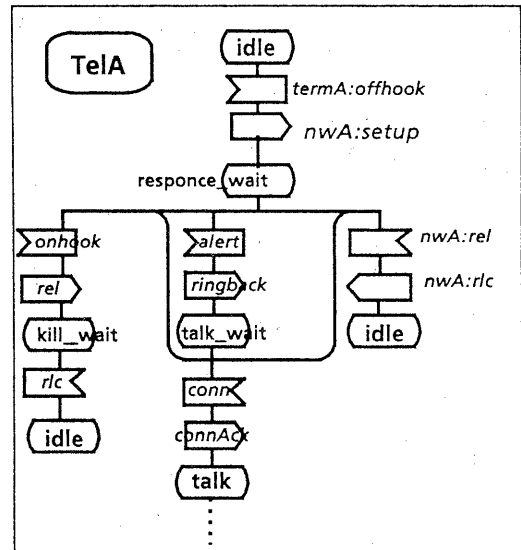 TelA
idle
termA:offhook
nwA:setup
responce_wait
onhook
alert
nwA:rel
rel
ringback
nwA:rlc
kill_wait
talk_wait
idle
rlc
conn
idle
connAck
talk